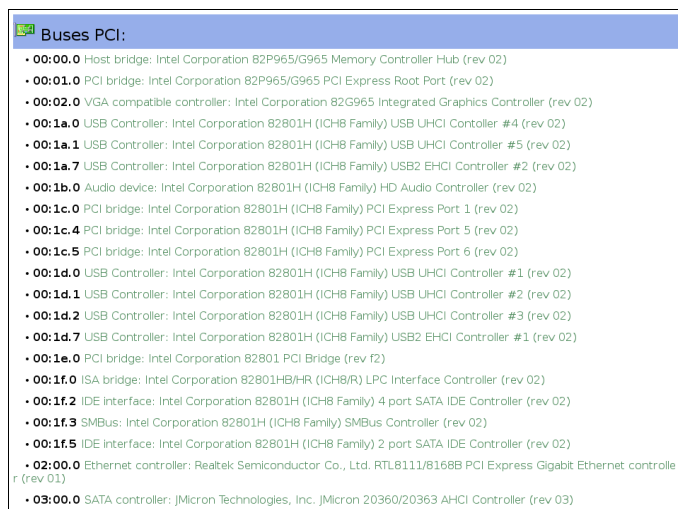 Buses PCI:
• 00:00.0 Host bridge: Intel Corporation 82P965/G965 Memory Controller Hub (rev 02)
• 00:01.0 PCI bridge: Intel Corporation 82P965/G965 PCI Express Root Port (rev 02)
• 00:02.0 VGA compatible controller: Intel Corporation 82G965 Integrated Graphics Controller (rev 02)
• 00:1a.0 USB Controller: Intel Corporation 82801H (ICH8 Family) USB UHCI Contoller #4 (rev 02)
• 00:1a.1 USB Controller: Intel Corporation 82801H (ICH8 Family) USB UHCI Controller #5 (rev 02)
• 00:1a.7 USB Controller: Intel Corporation 82801H (ICH8 Family) USB2 EHCI Controller #2 (rev 02)
• 00:1b.0 Audio device: Intel Corporation 82801H (ICH8 Family) HD Audio Controller (rev 02)
• 00:1c.0 PCI bridge: Intel Corporation 82801H (ICH8 Family) PCI Express Port 1 (rev 02)
• 00:1c.4 PCI bridge: Intel Corporation 82801H (ICH8 Family) PCI Express Port 5 (rev 02)
• 00:1c.5 PCI bridge: Intel Corporation 82801H (ICH8 Family) PCI Express Port 6 (rev 02)
• 00:1d.0 USB Controller: Intel Corporation 82801H (ICH8 Family) USB UHCI Controller #1 (rev 02)
• 00:1d.1 USB Controller: Intel Corporation 82801H (ICH8 Family) USB UHCI Controller #2 (rev 02)
• 00:1d.2 USB Controller: Intel Corporation 82801H (ICH8 Family) USB UHCI Controller #3 (rev 02)
• 00:1d.7 USB Controller: Intel Corporation 82801H (ICH8 Family) USB2 EHCI Controller #1 (rev 02)
• 00:1e.0 PCI bridge: Intel Corporation 82801 PCI Bridge (rev f2)
• 00:1f.0 ISA bridge: Intel Corporation 82801HB/HR (ICH8/R) LPC Interface Controller (rev 02)
• 00:1f.2 IDE interface: Intel Corporation 82801H (ICH8 Family) 4 port SATA IDE Controller (rev 02)
• 00:1f.3 SMBus: Intel Corporation 82801H (ICH8 Family) SMBus Controller (rev 02)
• 00:1f.5 IDE interface: Intel Corporation 82801H (ICH8 Family) 2 port SATA IDE Controller (rev 02)
• 02:00.0 Ethernet controller: Realtek Semiconductor Co., Ltd. RTL8111/8168B PCI Express Gigabit Ethernet controlle
r (rev 01)
• 03:00.0 SATA controller: JMicron Technologies, Inc. JMicron 20360/20363 AHCI Controller (rev 03)